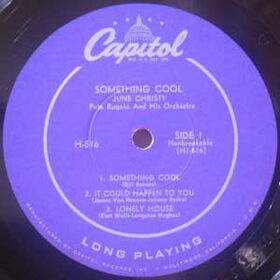 Capitol
SOMETHING COOL
JUNE CHRISTY
Pete Rugolo And His Orchestra
H-516
SIDE 1
Nonbreakable
(H1-516)
1. SOMETHING COOL
(Bill Barnes)
2. IT COULD HAPPEN TO YOU
(James Van Heusen-Johnny Burke)
3. LONELY HOUSE
(Kurt Weill-Langston Hughes)
LONG PLAYING